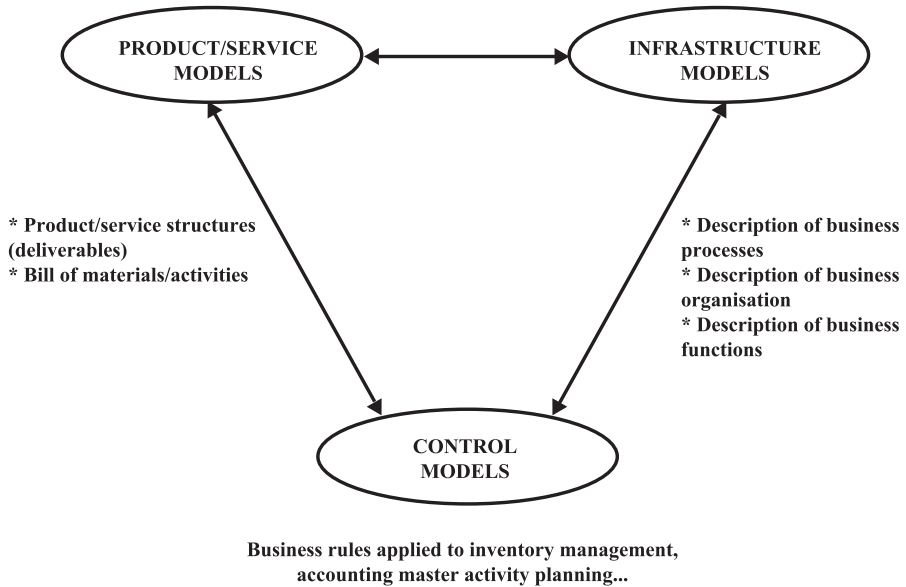 PRODUCT/SERVICE
MODELS
INFRASTRUCTURE
MODELS
* Product/service structures
(deliverables)
* Bill of materials/activities
* Description of business
processes
* Description of business
organisation
* Description of business
functions
CONTROL
MODELS
Business rules applied to inventory management,
accounting master activity planning...